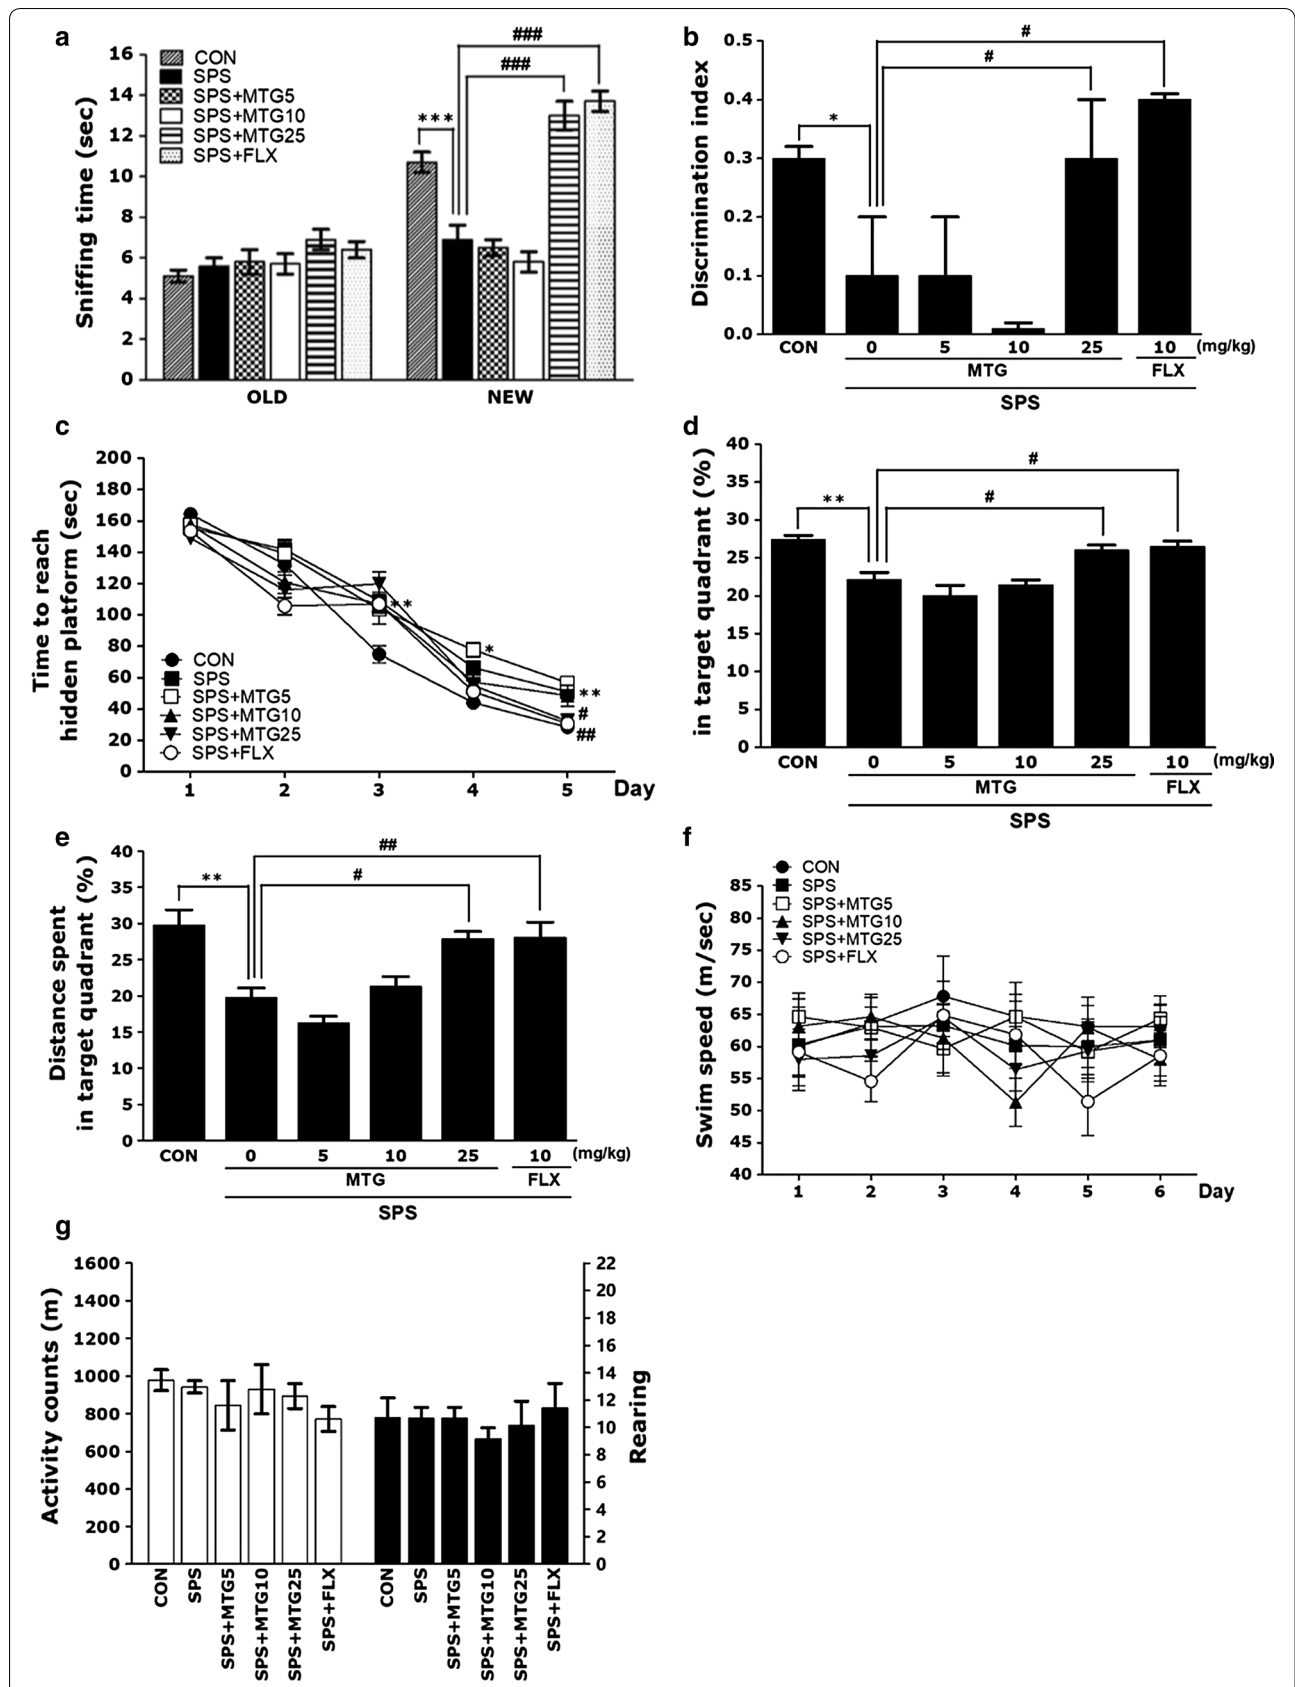 a
Sniffing time (sec)
16
14
12
10
8
6
4
2
0
CON
SPS
SPS+MTG5
SPS+MTG10
SPS+MTG25
SPS+FLX
***
###
###
OLD NEW
b
Discrimination index
0.5
0.4
0.3
0.2
0.1
0.0
*
#
#
CON 0 5 10 25 10 (mg/kg)
MTG FLX
SPS
c
Time to reach
hidden platform (sec)
200
180
160
140
120
100
80
60
40
20
0
CON
SPS
SPS+MTG5
SPS+MTG10
SPS+MTG25
SPS+FLX
**
*
**
#
##
1 2 3 4 5 Day
d
in target quadrant (%)
40
35
30
25
20
15
10
5
0
**
#
#
CON 0 5 10 25 10 (mg/kg)
MTG FLX
SPS
e
Distance spent
in target quadrant (%)
40
35
30
25
20
15
10
5
0
**
##
#
CON 0 5 10 25 10 (mg/kg)
MTG FLX
SPS
f
Swim speed (m/sec)
85
80
75
70
65
60
55
50
45
40
CON
SPS
SPS+MTG5
SPS+MTG10
SPS+MTG25
SPS+FLX
1 2 3 4 5 6 Day
g
Activity counts (m)
1600
1400
1200
1000
800
600
400
200
0
22
20
18
16
14
12
10
8
6
4
2
0
Rearing
CON
SPS
SPS+MTG5
SPS+MTG10
SPS+MTG25
SPS+FLX
CON
SPS
SPS+MTG5
SPS+MTG10
SPS+MTG25
SPS+FLX